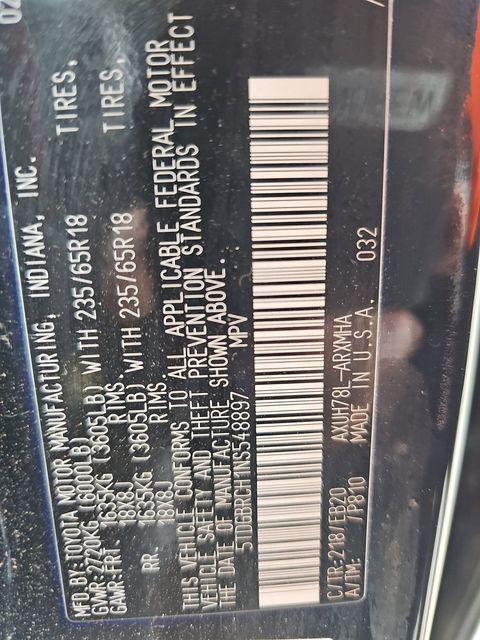 02
MFD.BY:TOYOTA MOTOR MANUFACTURING, INDIANA, INC.
GVWR:2720KG (6000LB)
GAWR:FRT 1635KG (3605LB) WITH 235/65R18 TIRES,
18X8J RIMS,
RR. 1635KG (3605LB) WITH 235/65R18 TIRES,
18X8J RIMS.
THIS VEHICLE CONFORMS TO ALL APPLICABLE FEDERAL MOTOR
VEHICLE SAFETY AND THEFT PREVENTION STANDARDS IN EFFECT
THE DATE OF MANUFACTURE SHOWN ABOVE.
MPV
C/TR:218/EB20 AXUH78L-ARXMHA
A/TM: /P810 MADE IN U.S.A. 032